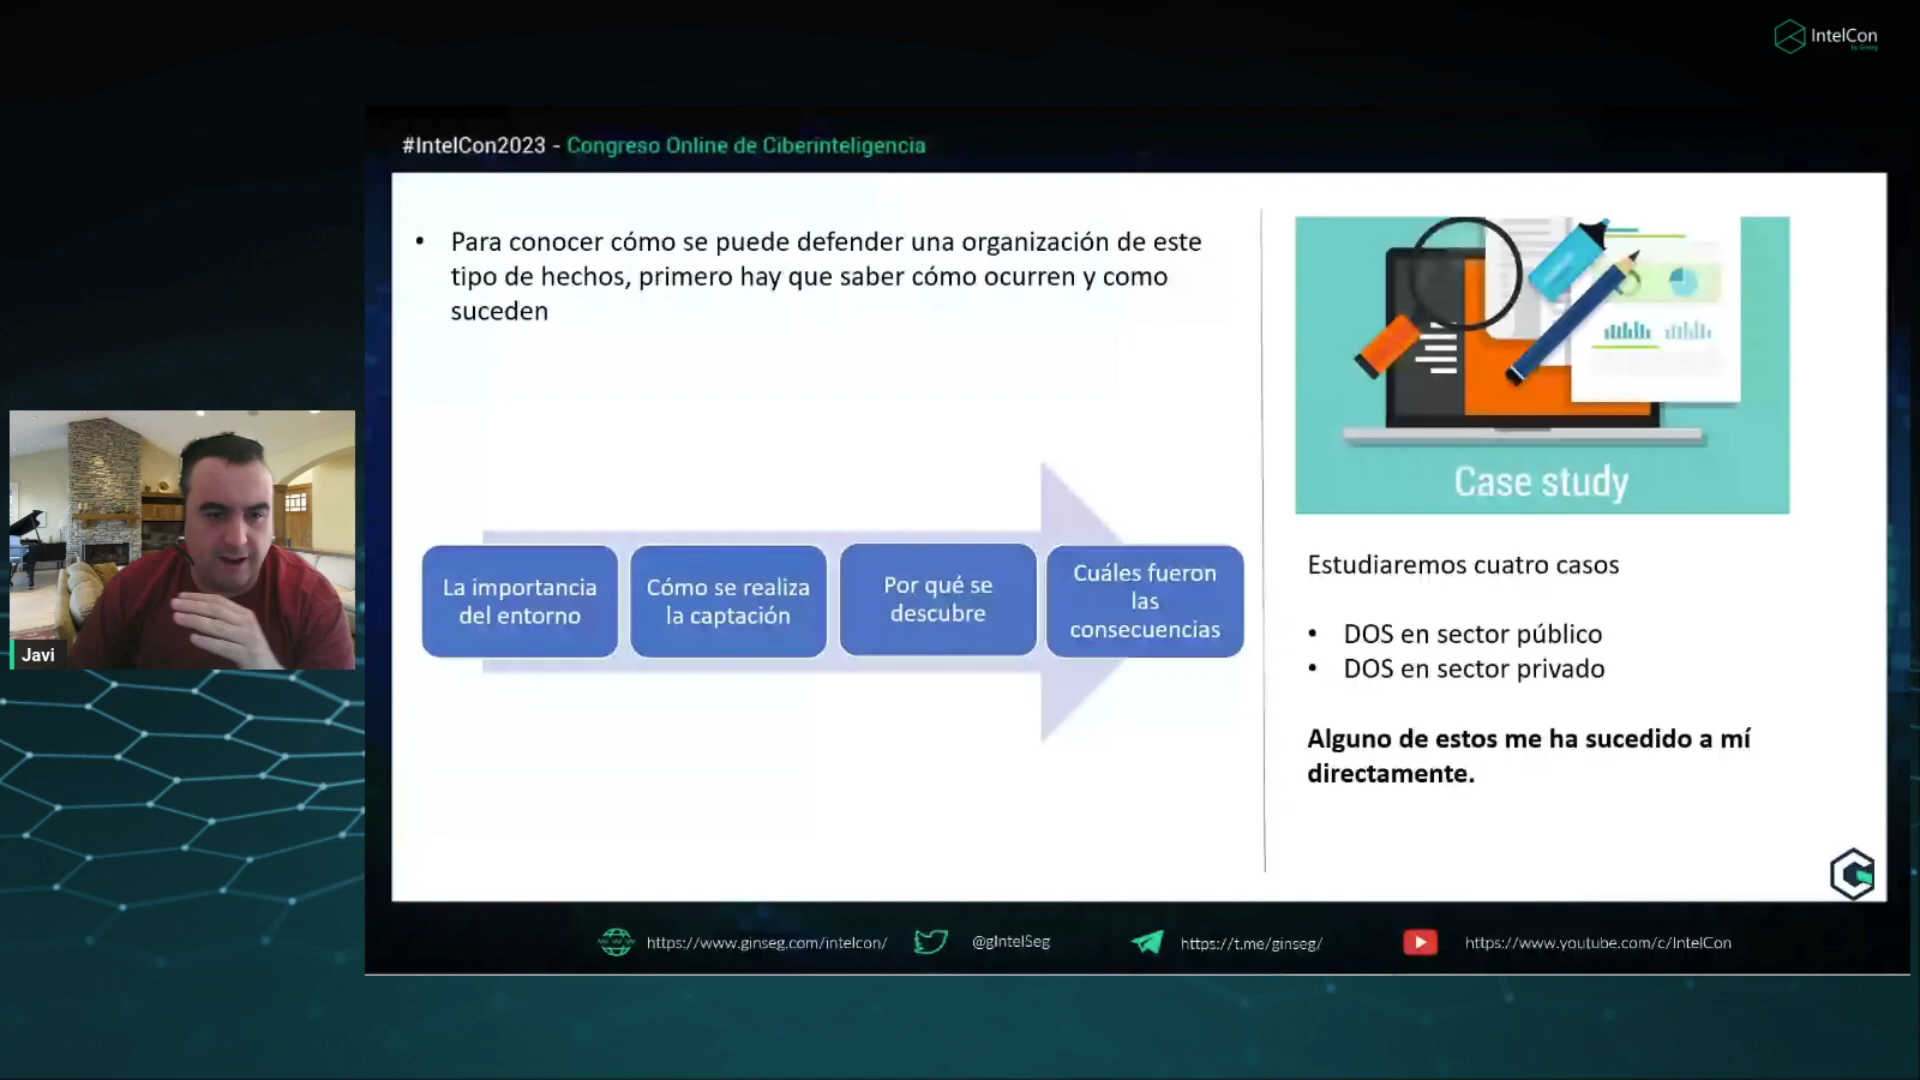 IntelCon
#IntelCon2023 - Congreso Online de Ciberinteligencia
• Para conocer cómo se puede defender una organización de este
tipo de hechos, primero hay que saber cómo ocurren y como
suceden
La importancia
del entorno
Cómo se realiza
la captación
Por qué se
descubre
Cuáles fueron
las
consecuencias
Case study
Estudiaremos cuatro casos
• DOS en sector público
• DOS en sector privado
Alguno de estos me ha sucedido a mí
directamente.
Javi
https://www.ginseg.com/intelcon/
@gIntelSeg
https://t.me/ginseg/
https://www.youtube.com/c/IntelCon